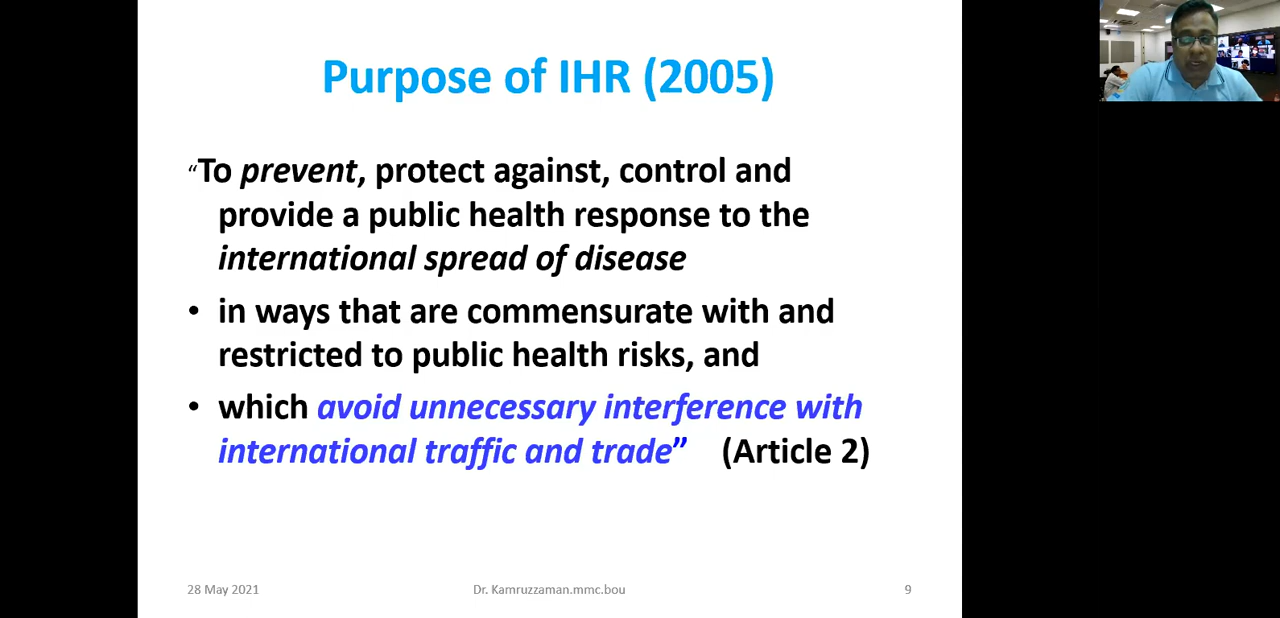 Purpose of IHR (2005)
“To prevent, protect against, control and
provide a public health response to the
international spread of disease
• in ways that are commensurate with and
restricted to public health risks, and
• which avoid unnecessary interference with
international traffic and trade” (Article 2)
28 May 2021 Dr. Kamruzzaman.mmc.bou 9